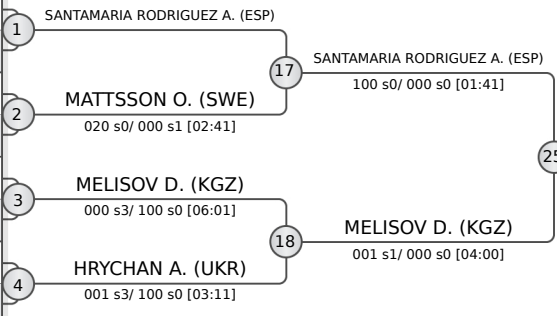 1
SANTAMARIA RODRIGUEZ A. (ESP)
17
SANTAMARIA RODRIGUEZ A. (ESP)
100 s0/ 000 s0 [01:41]
2
MATTSSON O. (SWE)
020 s0/ 000 s1 [02:41]
25
3
MELISOV D. (KGZ)
000 s3/ 100 s0 [06:01]
18
MELISOV D. (KGZ)
001 s1/ 000 s0 [04:00]
4
HRYCHAN A. (UKR)
001 s3/ 100 s0 [03:11]